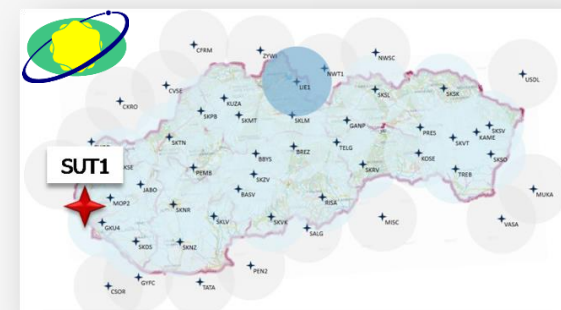 CFRM
ZYWI
NWSC
NWT1
LIE1
USDL
CVSE
SKSL
SKSK
CKRO
KUZA
SKPB
SKMT
SKLM
GANP
PRES
SKSV
KAME
SKVT
SKTN
BREZ
TELG
BBYS
KOSE
SKSO
SUT1
PEMB
SKZV
SKRV
TREB
JABO
BASV
MUKA
MOP2
RISA
SKNR
SKLV
SKVK
MISC
VASA
GKU4
SALG
SKDS
SKNZ
PEN2
GYFC
TATA
CSOR